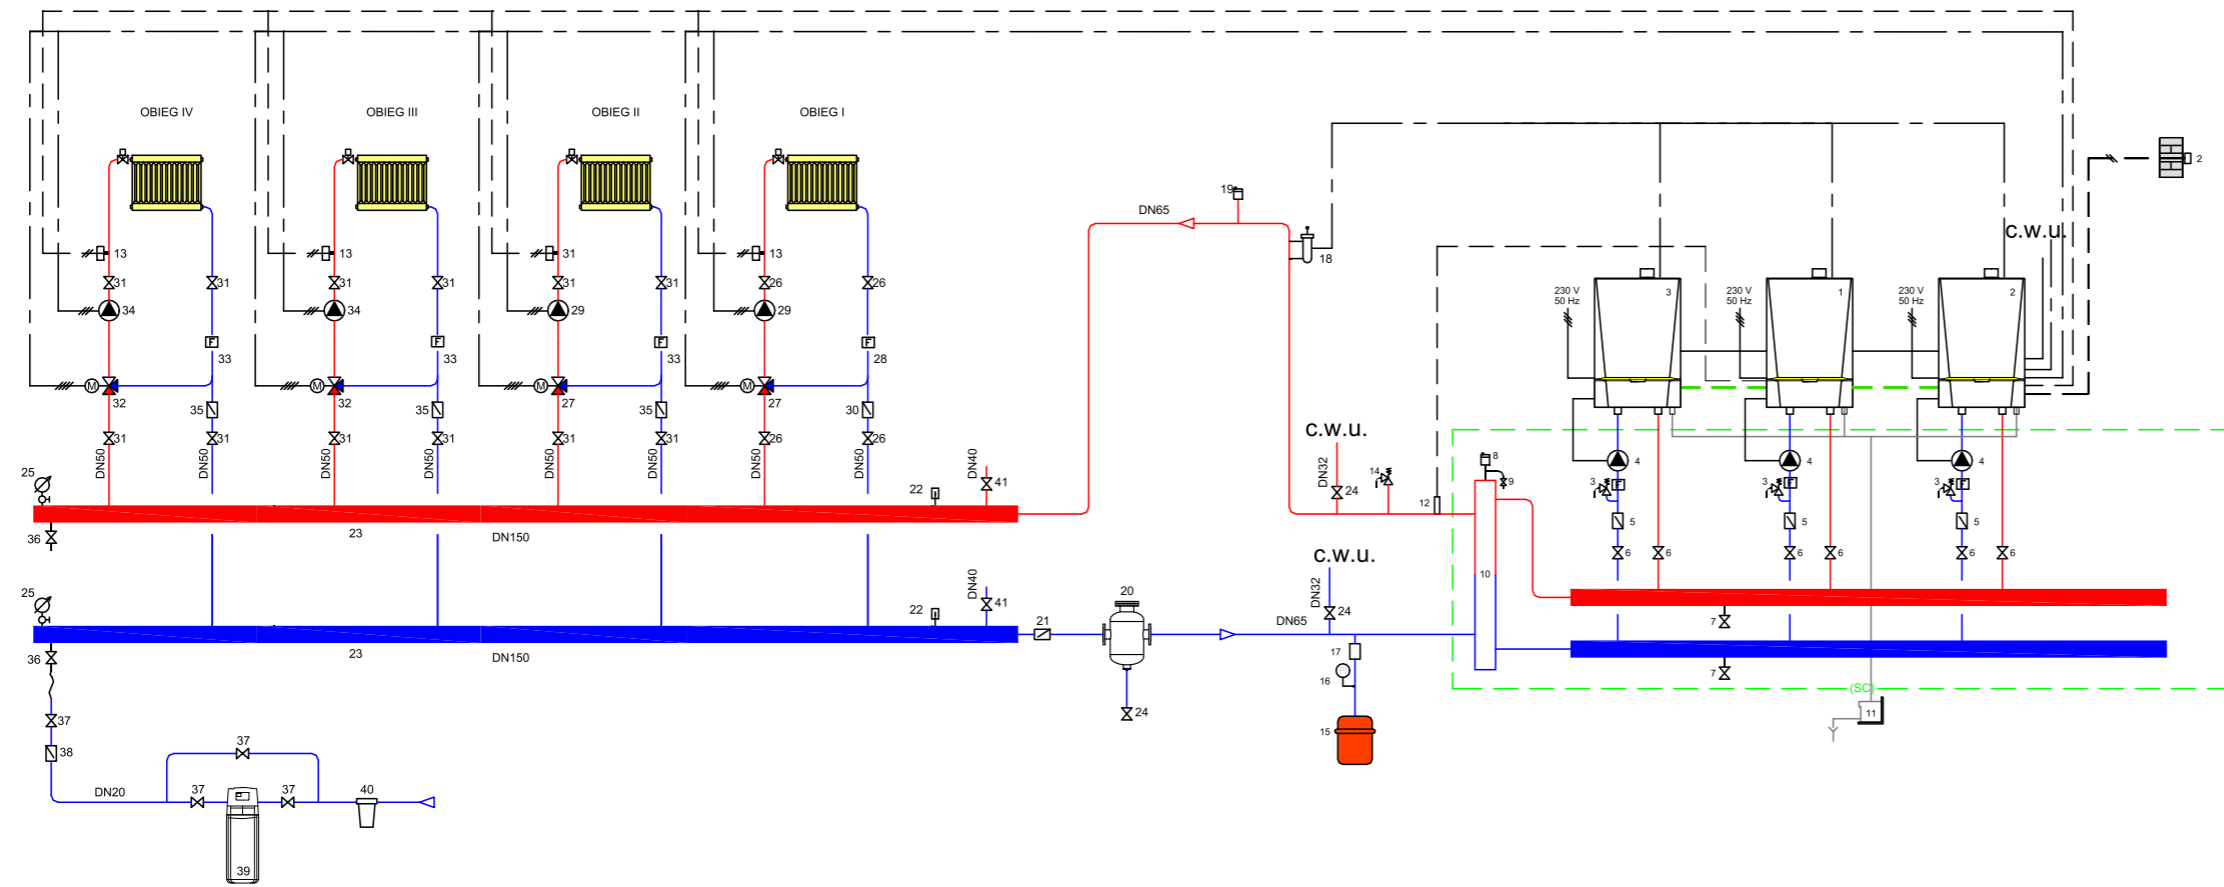 OBIEG IV OBIEG III OBIEG II OBIEG I
2
19
DN65
c.w.u.
13 13 31 13
18
31 31 31 31 31 31 26 26
230 V 230 V 230 V
50 Hz 50 Hz 50 Hz
3 1 2
34 34 29 29
33 33 33 28
M M M M
F F F F
32 32 27 27
35 35 35 30
c.w.u.
31 31 31 31 31 31 26 26
DN50 DN50 DN50 DN50 DN50 DN50 DN50 DN50
DN40
DN32
25
22
41
24
14
12
8
9
4 4 4
3 3 3
F F F
5 5 5
6 6 6 6 6 6
36
23
DN150
c.w.u.
10
25
22
DN40
41
20
21
DN32
24
DN65
7
36
23
DN150
17
16
7
(SC)
37
24
15
11
38
37
DN20
37
37
40
39